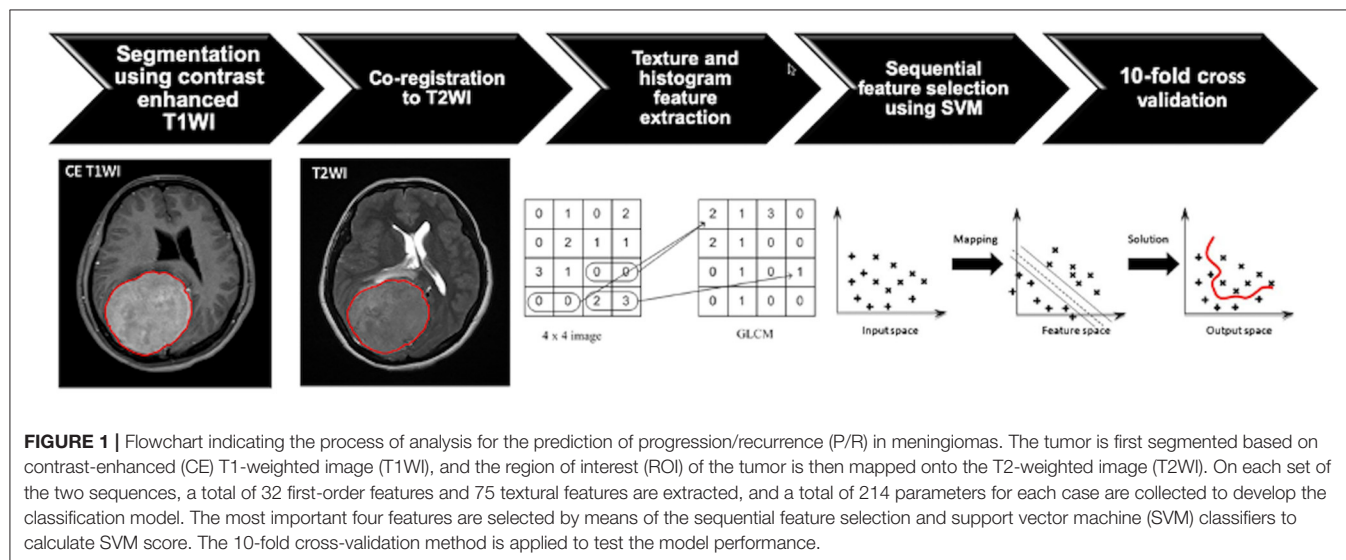 Segmentation
using contrast
enhanced
T1WI
Co-registration
to T2WI
Texture and
histogram
feature
extraction
Sequential
feature selection
using SVM
10-fold cross
validation
CE T1WI
T2WI
0 1 0 2
0 2 1 1
3 1 0 0
0 0 2 3
4 x 4 image
2 1 3 0
2 1 0 0
0 1 0 1
0 1 0 0
GLCM
Input space
Mapping
Feature space
Solution
Output space
FIGURE 1 | Flowchart indicating the process of analysis for the prediction of progression/recurrence (P/R) in meningiomas. The tumor is first segmented based on
contrast-enhanced (CE) T1-weighted image (T1WI), and the region of interest (ROI) of the tumor is then mapped onto the T2-weighted image (T2WI). On each set of
the two sequences, a total of 32 first-order features and 75 textural features are extracted, and a total of 214 parameters for each case are collected to develop the
classification model. The most important four features are selected by means of the sequential feature selection and support vector machine (SVM) classifiers to
calculate SVM score. The 10-fold cross-validation method is applied to test the model performance.